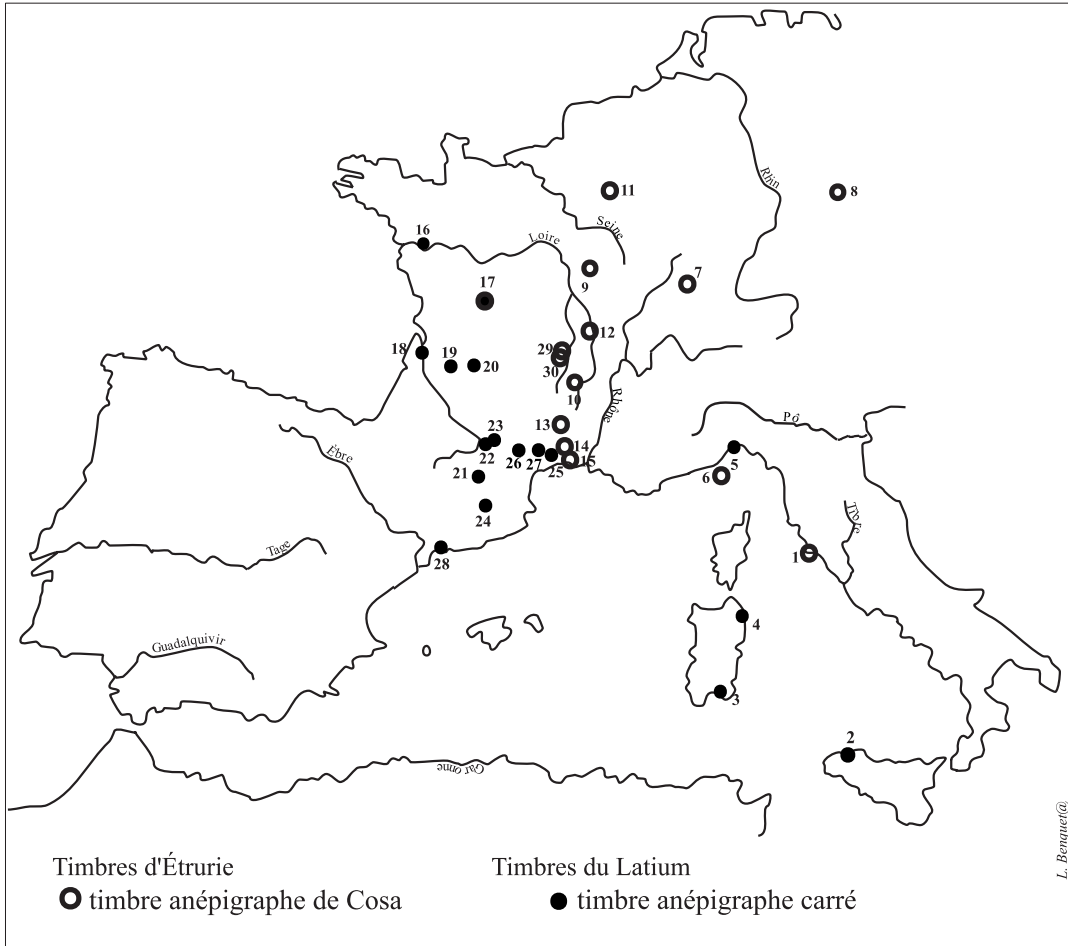 Rhin
11
8
16
Seine
Loire
7
17
9
12
18
19
20
29
30
10
Rhône
Pô
13
23
Èbre
14
22
26
27
25
15
5
21
6
24
Tibre
Tage
28
1
4
Guadalquivir
3
2
Garonne
L. Benquet@
Timbres d'Étrurie
timbre anépigraphe de Cosa
Timbres du Latium
timbre anépigraphe carré